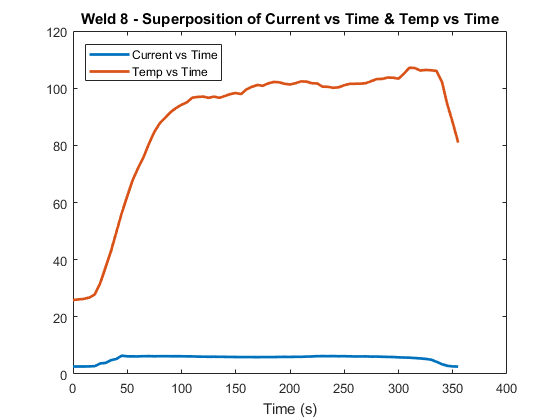 Weld 8 - Superposition of Current vs Time & Temp vs Time
Current vs Time
Temp vs Time
120
100
80
60
40
20
0
0 50 100 150 200 250 300 350 400
Time (s)